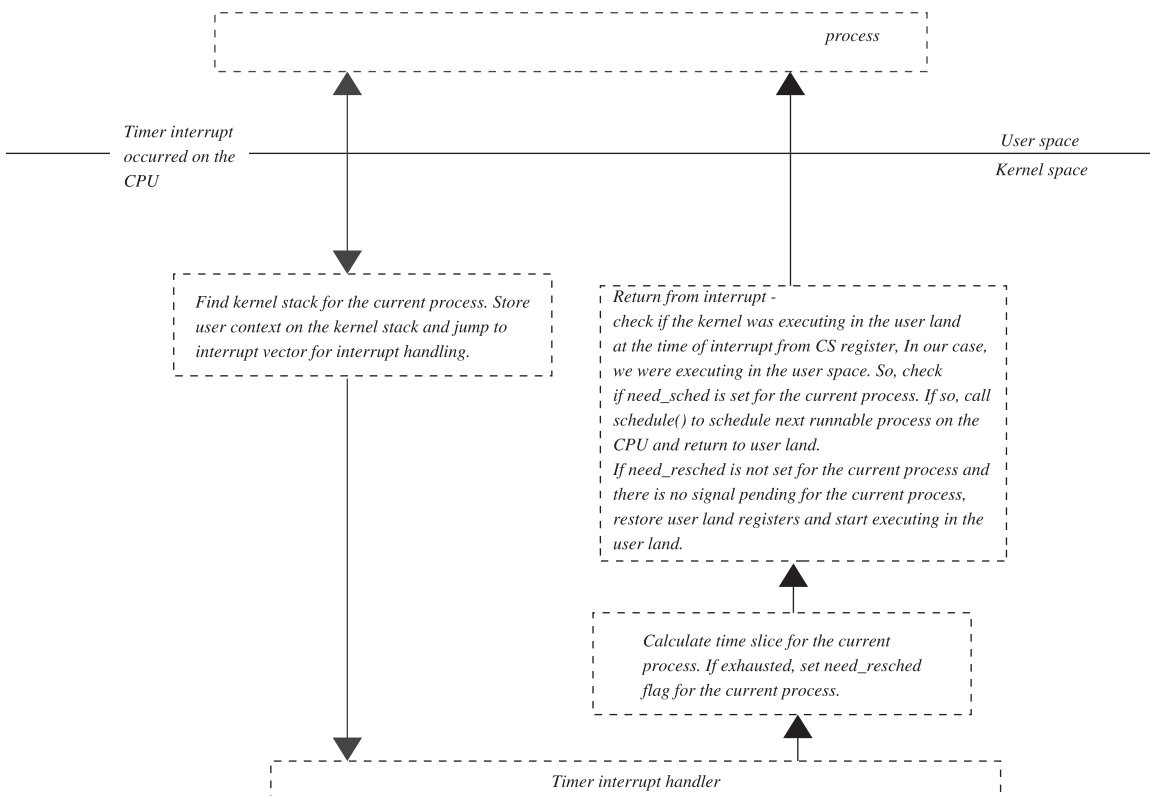 process
Timer interrupt
occurred on the
CPU
User space
Kernel space
Find kernel stack for the current process. Store
user context on the kernel stack and jump to
interrupt vector for interrupt handling.
Return from interrupt -
check if the kernel was executing in the user land
at the time of interrupt from CS register, In our case,
we were executing in the user space. So, check
if need_sched is set for the current process. If so, call
schedule() to schedule next runnable process on the
CPU and return to user land.
If need_resched is not set for the current process and
there is no signal pending for the current process,
restore user land registers and start executing in the
user land.
Calculate time slice for the current
process. If exhausted, set need_resched
flag for the current process.
Timer interrupt handler